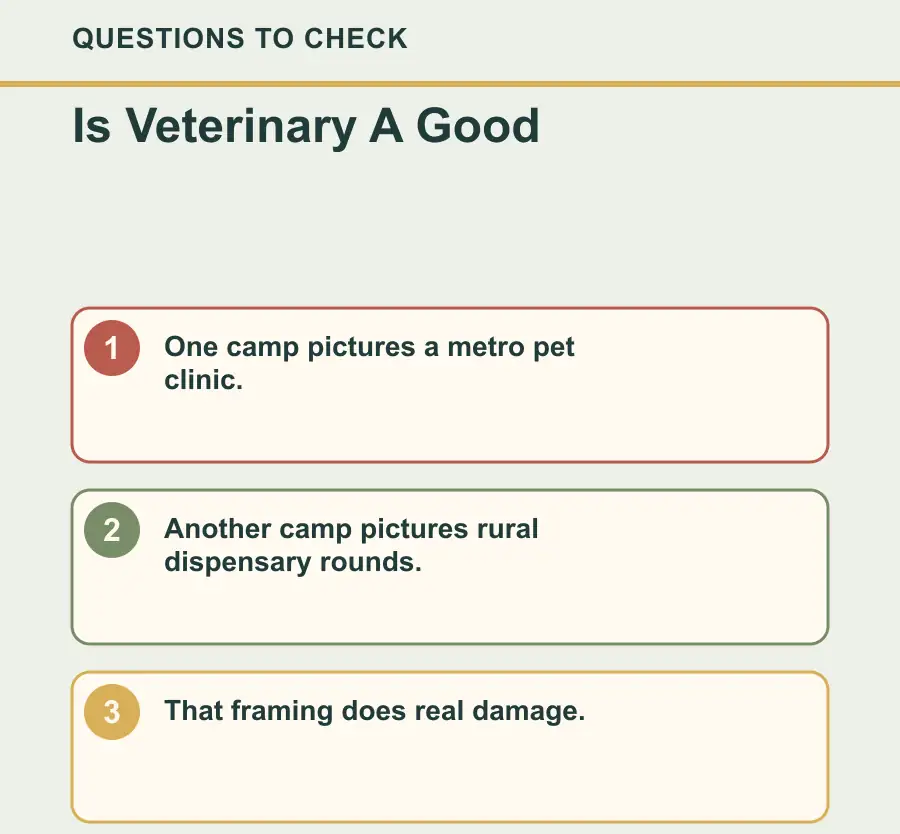 QUESTIONS TO CHECK
Is Veterinary A Good
1
One camp pictures a metro pet
clinic.
2
Another camp pictures rural
dispensary rounds.
3
That framing does real damage.